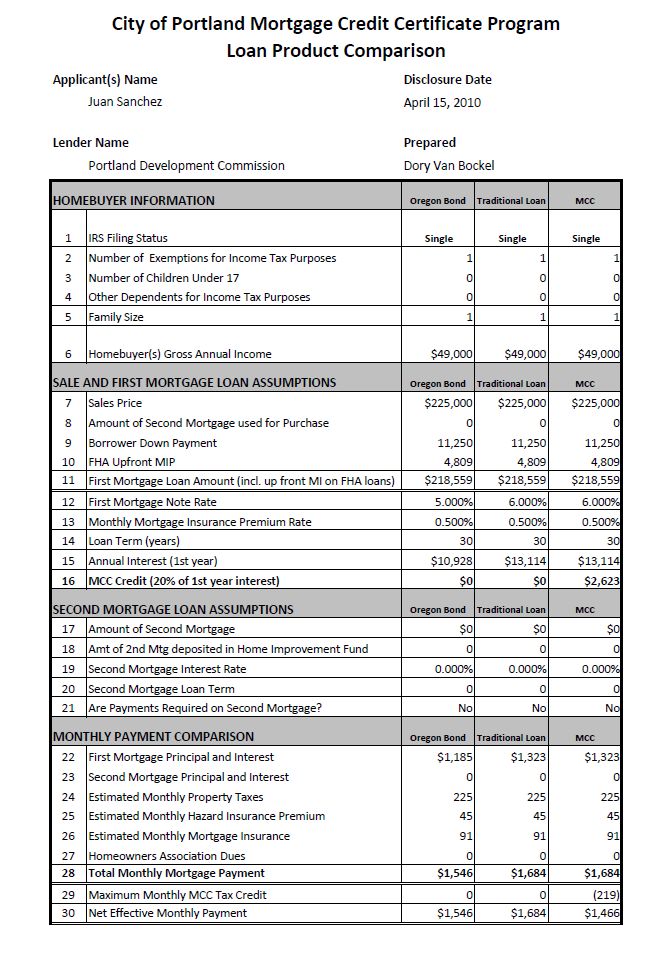 City of Portland Mortgage Credit Certificate Program
Loan Product Comparison
Applicant(s) Name Disclosure Date
Juan Sanchez April 15, 2010
Lender Name Prepared
Portland Development Commission Dory Van Bockel
HOMEBUYER INFORMATION Oregon Bond Traditional Loan MCC
1 IRS Filing Status Single Single Single
2 Number of Exemptions for Income Tax Purposes 1 1 1
3 Number of Children Under 17 0 0 0
4 Other Dependents for Income Tax Purposes 0 0 0
5 Family Size 1 1 1
6 Homebuyer(s) Gross Annual Income $49,000 $49,000 $49,000
SALE AND FIRST MORTGAGE LOAN ASSUMPTIONS Oregon Bond Traditional Loan MCC
7 Sales Price $225,000 $225,000 $225,000
8 Amount of Second Mortgage used for Purchase 0 0 0
9 Borrower Down Payment 11,250 11,250 11,250
10 FHA Upfront MIP 4,809 4,809 4,809
11 First Mortgage Loan Amount (incl. up front MI on FHA loans) $218,559 $218,559 $218,559
12 First Mortgage Note Rate 5.000% 6.000% 6.000%
13 Monthly Mortgage Insurance Premium Rate 0.500% 0.500% 0.500%
14 Loan Term (years) 30 30 30
15 Annual Interest (1st year) $10,928 $13,114 $13,114
16 MCC Credit (20% of 1st year interest) $0 $0 $2,623
SECOND MORTGAGE LOAN ASSUMPTIONS Oregon Bond Traditional Loan MCC
17 Amount of Second Mortgage $0 $0 $0
18 Amt of 2nd Mtg deposited in Home Improvement Fund 0 0 0
19 Second Mortgage Interest Rate 0.000% 0.000% 0.000%
20 Second Mortgage Loan Term 0 0 0
21 Are Payments Required on Second Mortgage? No No No
MONTHLY PAYMENT COMPARISON Oregon Bond Traditional Loan MCC
22 First Mortgage Principal and Interest $1,185 $1,323 $1,323
23 Second Mortgage Principal and Interest 0 0 0
24 Estimated Monthly Property Taxes 225 225 225
25 Estimated Monthly Hazard Insurance Premium 45 45 45
26 Estimated Monthly Mortgage Insurance 91 91 91
27 Homeowners Association Dues 0 0 0
28 Total Monthly Mortgage Payment $1,546 $1,684 $1,684
29 Maximum Monthly MCC Tax Credit 0 0 (219)
30 Net Effective Monthly Payment $1,546 $1,684 $1,466